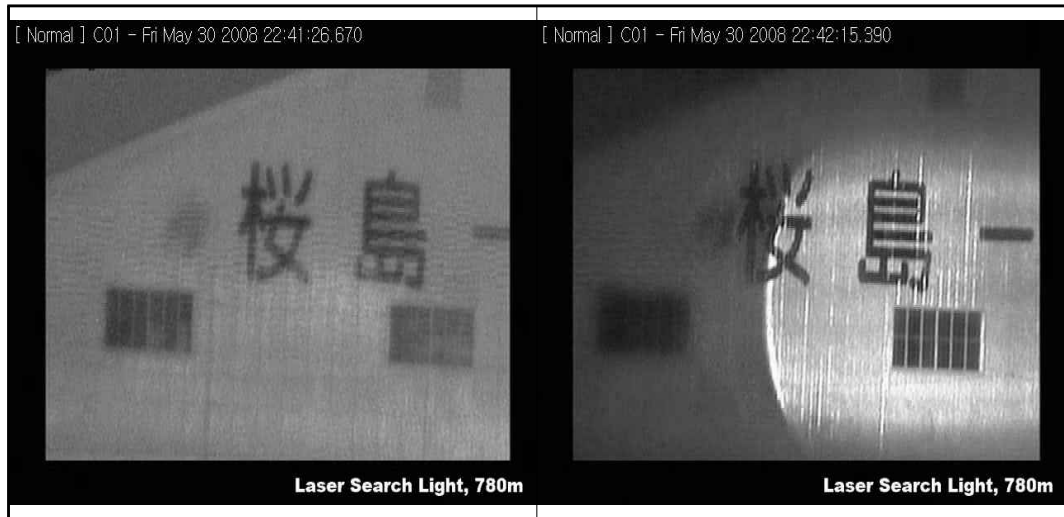 [ Normal ] C01 - Fri May 30 2008 22:41:26.670
桜島
Laser Search Light, 780m
[ Normal ] C01 - Fri May 30 2008 22:42:15.390
桜島
Laser Search Light, 780m